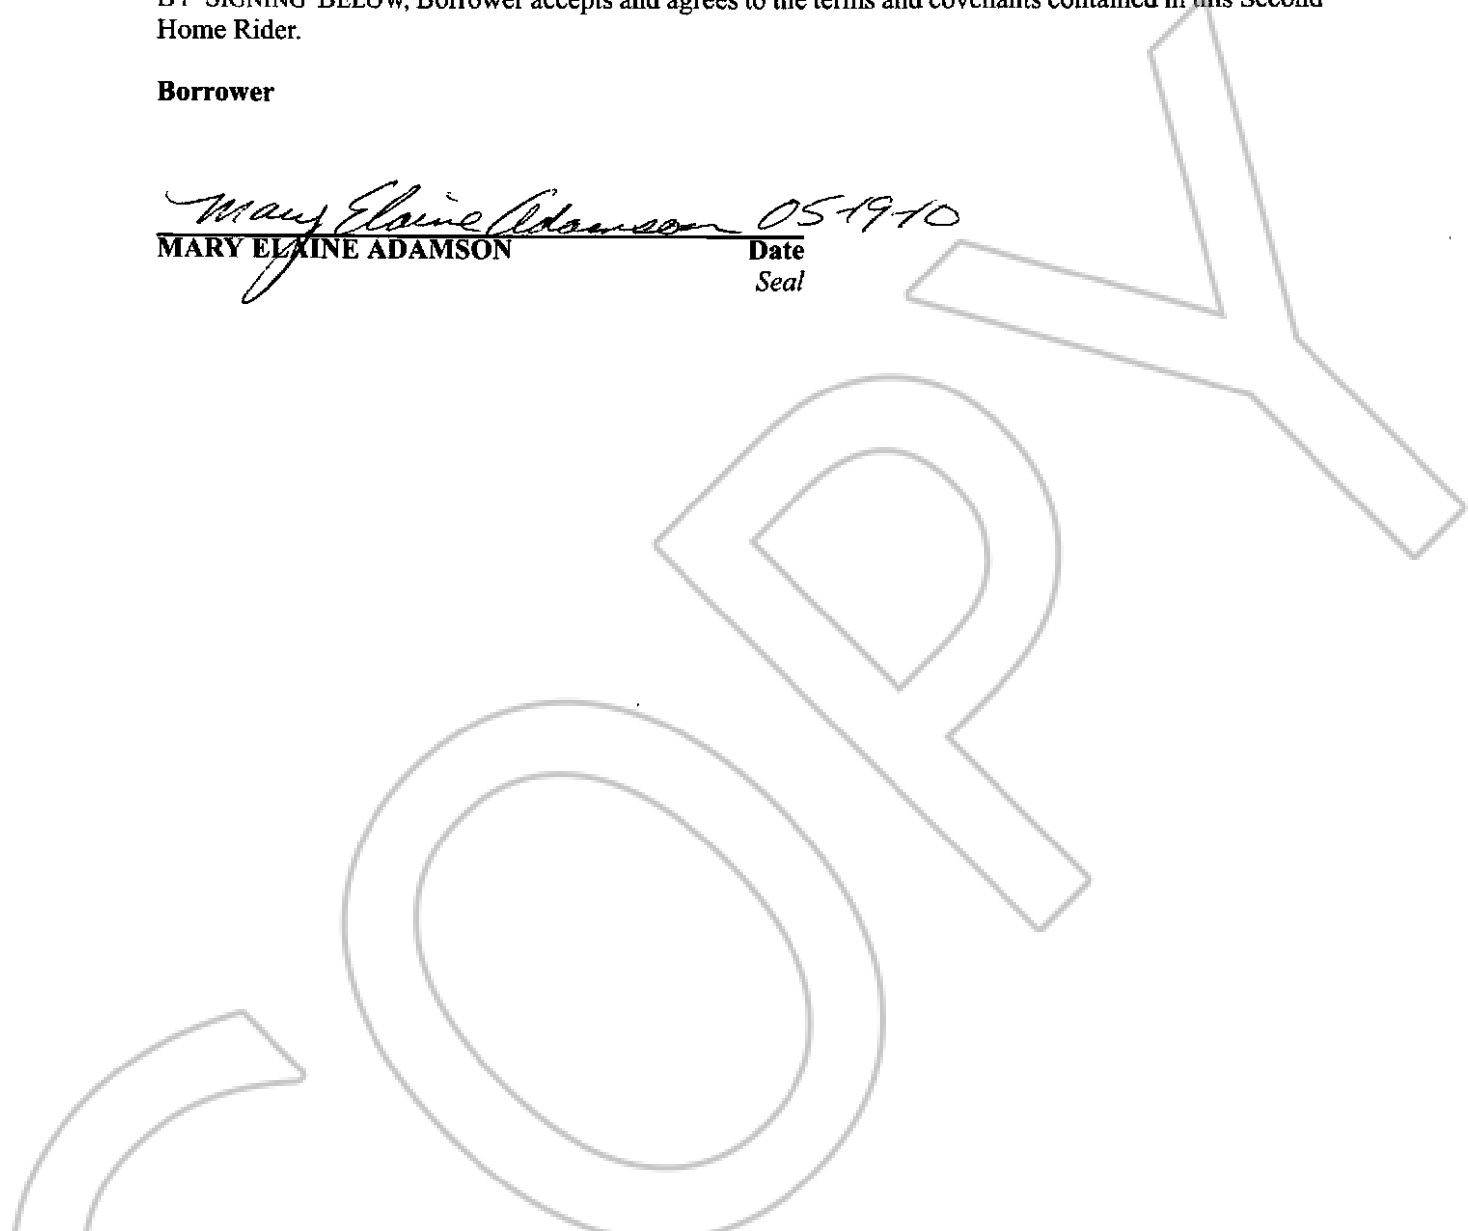 BY SIGNING BELOW, Borrower accepts and agrees to the terms and covenants contained in this Second
Home Rider.
Borrower
Mary Elaine Adamson 05-19-10
MARY ELAINE ADAMSON Date
Seal
COPY